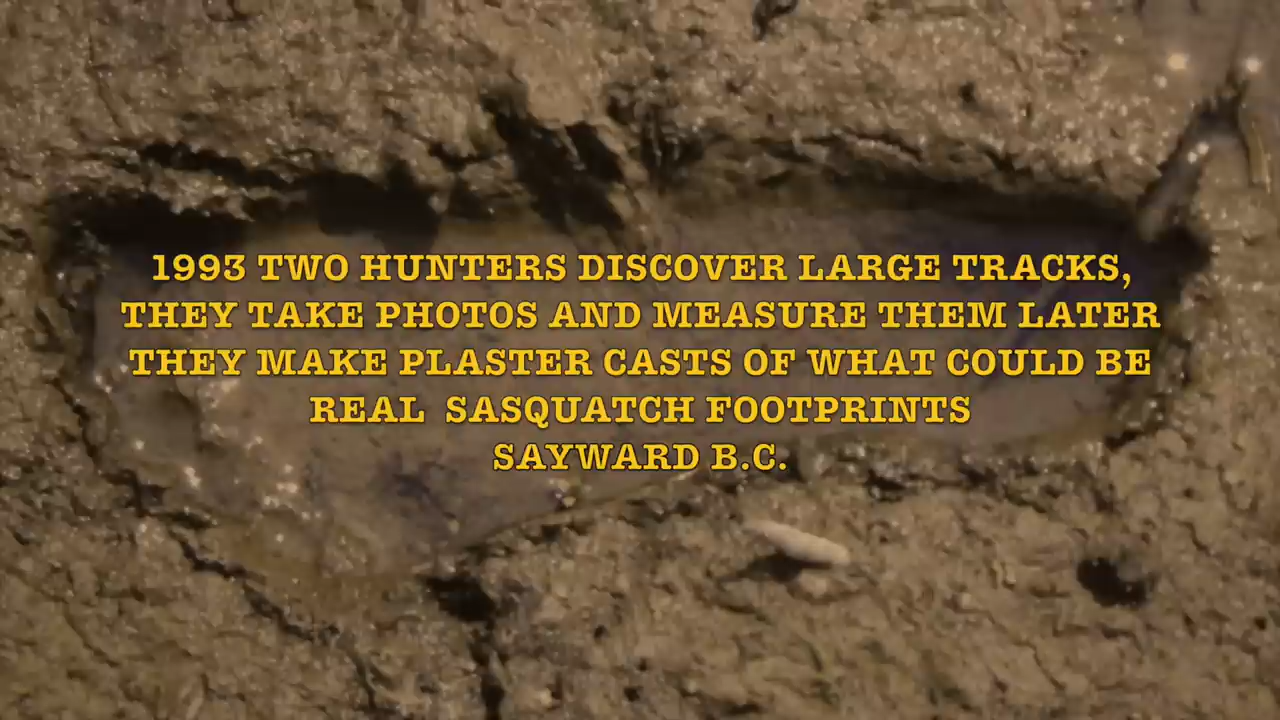 1993 TWO HUNTERS DISCOVER LARGE TRACKS,
THEY TAKE PHOTOS AND MEASURE THEM LATER
THEY MAKE PLASTER CASTS OF WHAT COULD BE
REAL  SASQUATCH FOOTPRINTS
SAYWARD B.C.